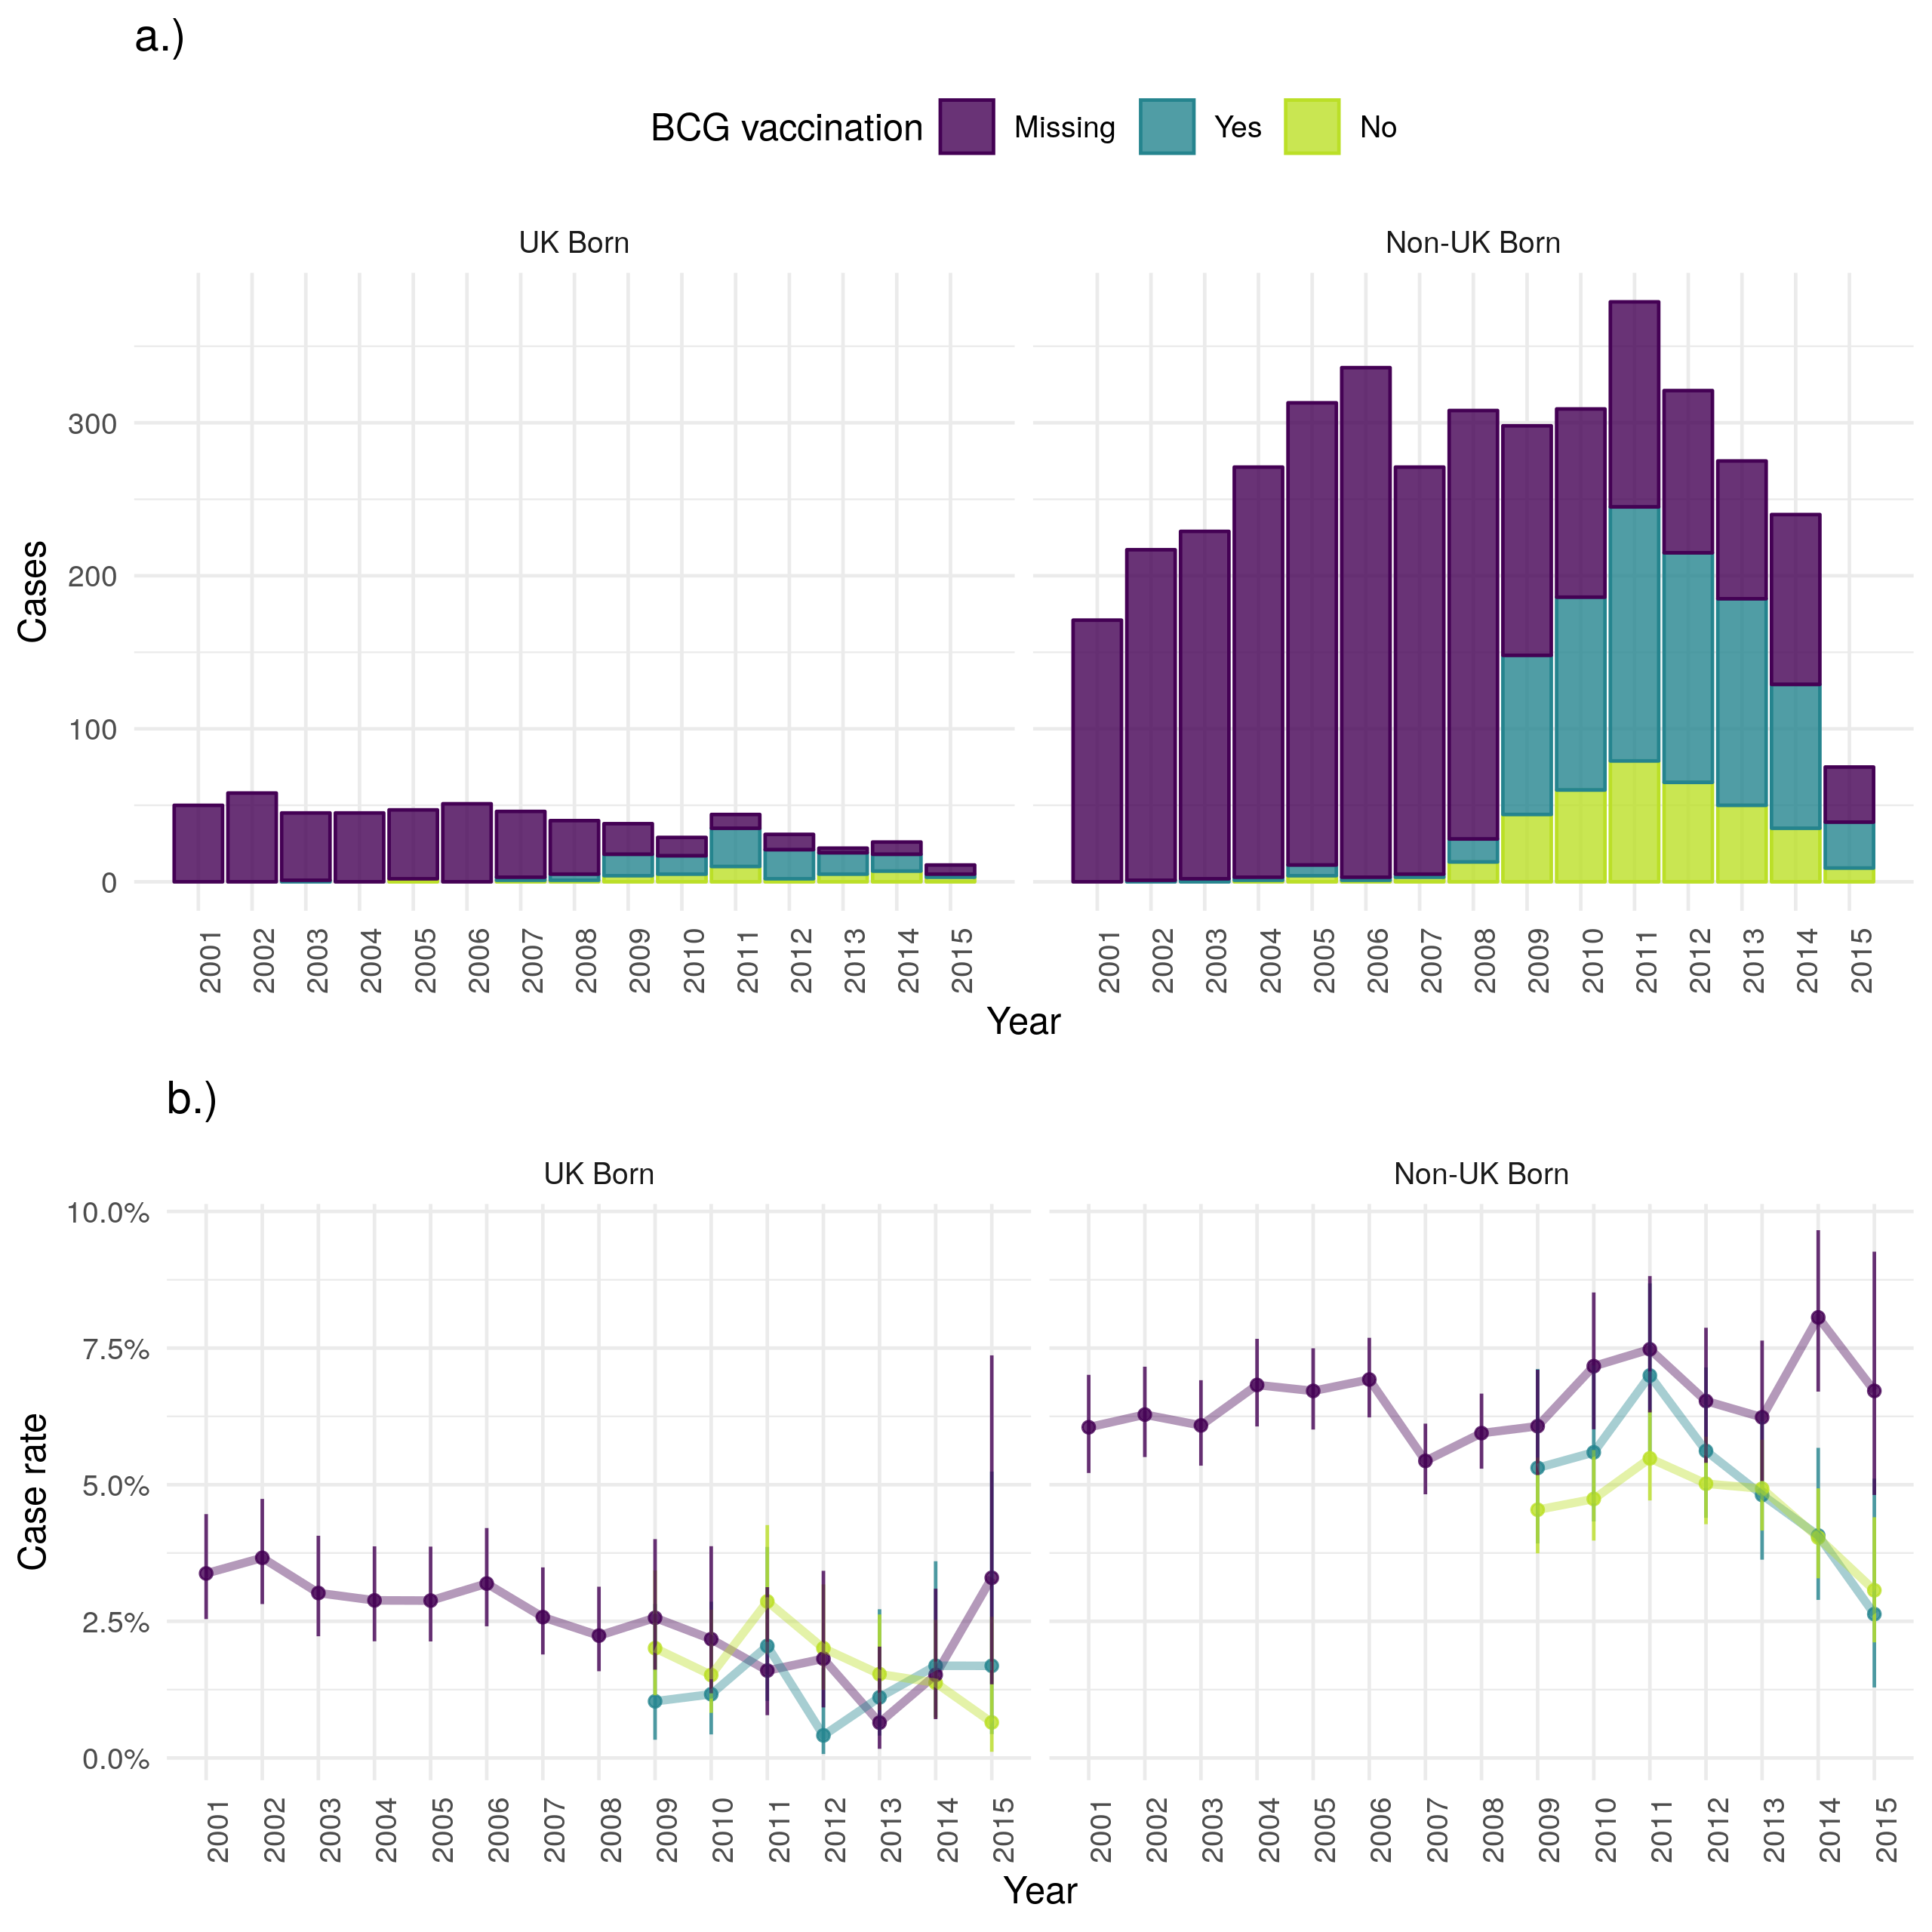 a.)
BCG vaccination Missing Yes No
UK Born Non-UK Born
Cases
300
200
100
0
2001 2002 2003 2004 2005 2006 2007 2008 2009 2010 2011 2012 2013 2014 2015 2001 2002 2003 2004 2005 2006 2007 2008 2009 2010 2011 2012 2013 2014 2015
Year
b.)
UK Born Non-UK Born
Case rate
10.0%
7.5%
5.0%
2.5%
0.0%
2001 2002 2003 2004 2005 2006 2007 2008 2009 2010 2011 2012 2013 2014 2015 2001 2002 2003 2004 2005 2006 2007 2008 2009 2010 2011 2012 2013 2014 2015
Year